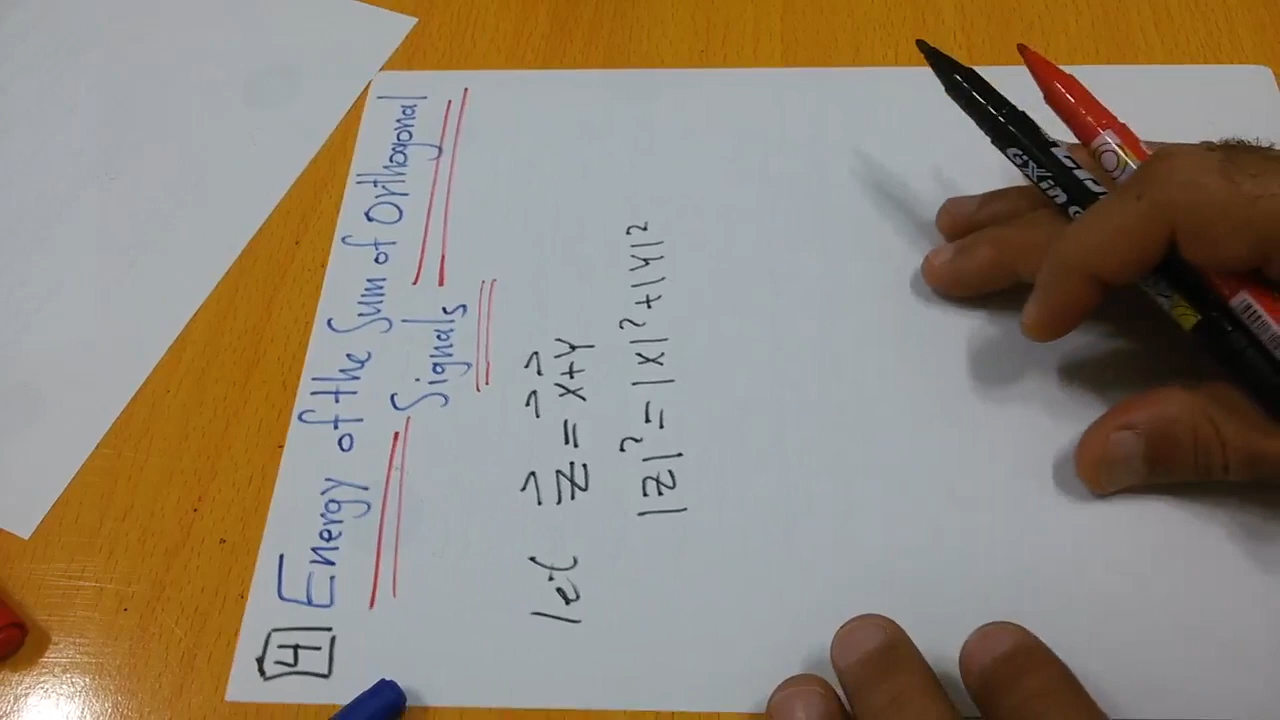 4 Energy of the Sum of Orthogonal
Signals
let z⃗ = x⃗ + y⃗
|z|² = |x|² + |y|²